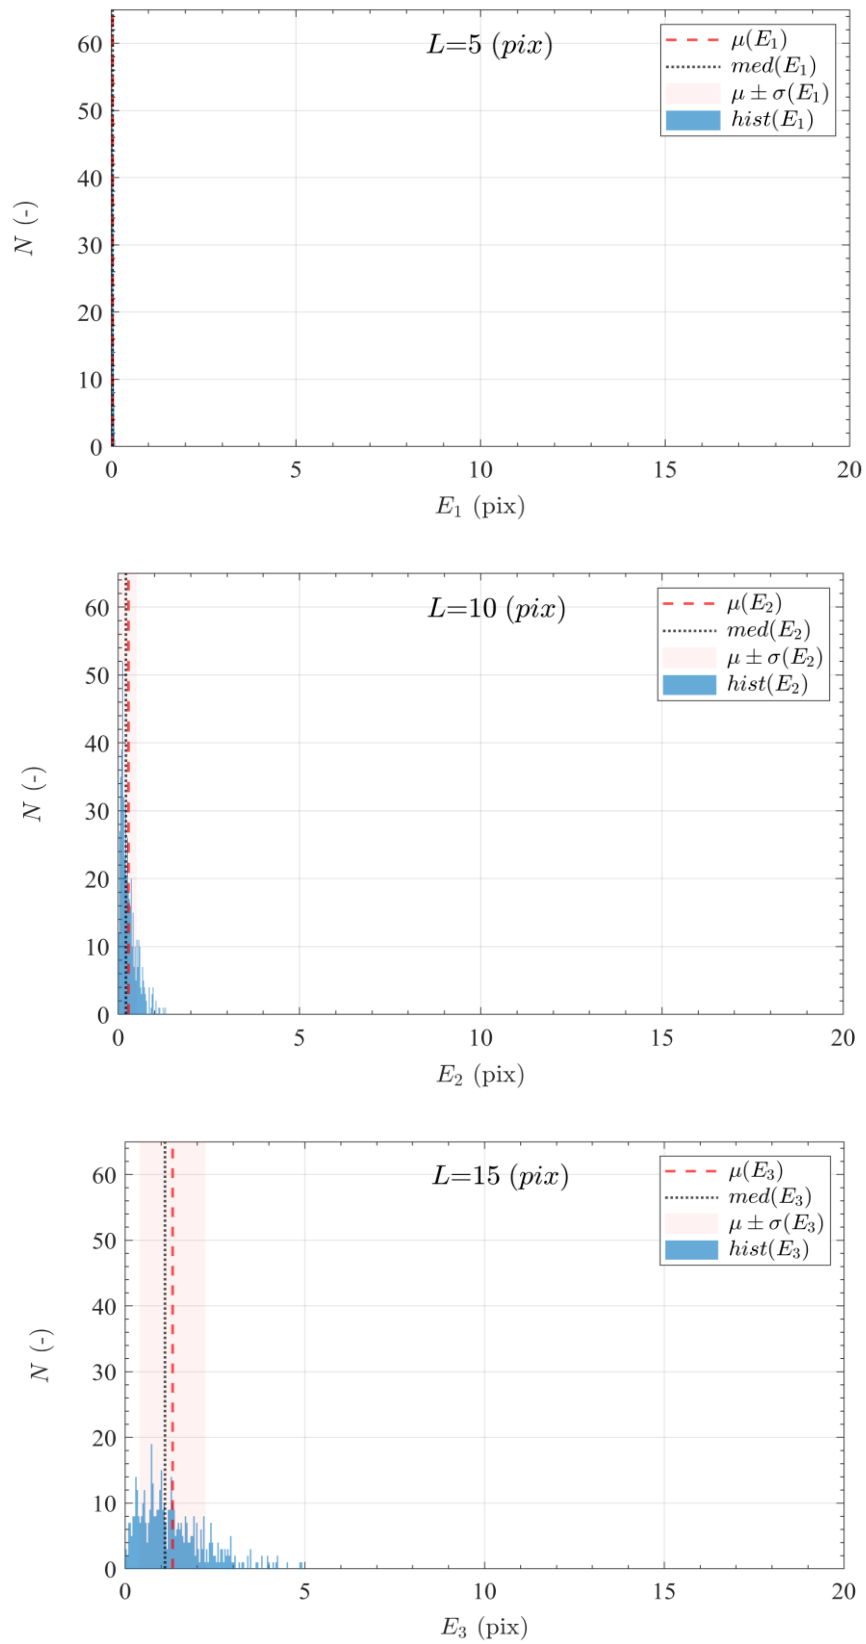 L=5 (pix)
μ(E₁)
med(E₁)
μ ± σ(E₁)
hist(E₁)
60
50
40
30
20
10
0
N (-)
0 5 10 15 20
E₁ (pix)
L=10 (pix)
μ(E₂)
med(E₂)
μ ± σ(E₂)
hist(E₂)
60
50
40
30
20
10
0
N (-)
0 5 10 15 20
E₂ (pix)
L=15 (pix)
μ(E₃)
med(E₃)
μ ± σ(E₃)
hist(E₃)
60
50
40
30
20
10
0
N (-)
0 5 10 15 20
E₃ (pix)